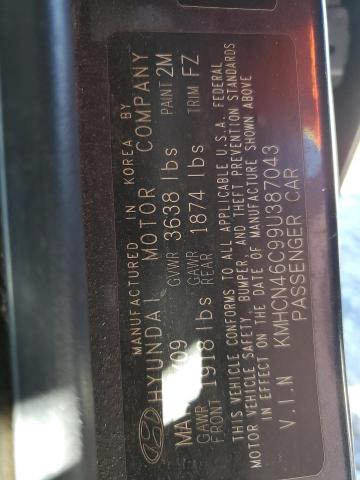 MANUFACTURED IN KOREA BY
HYUNDAI MOTOR COMPANY
GVWR 3638 lbs PAINT 2M
GAWR FRONT 1918 lbs GAWR REAR 1874 lbs TRIM FZ
THIS VEHICLE CONFORMS TO ALL APPLICABLE U.S.A. FEDERAL
MOTOR VEHICLE SAFETY, BUMPER, AND THEFT PREVENTION STANDARDS
IN EFFECT ON THE DATE OF MANUFACTURE SHOWN ABOVE
V.I.N KMHCN46C99U387043
PASSENGER CAR